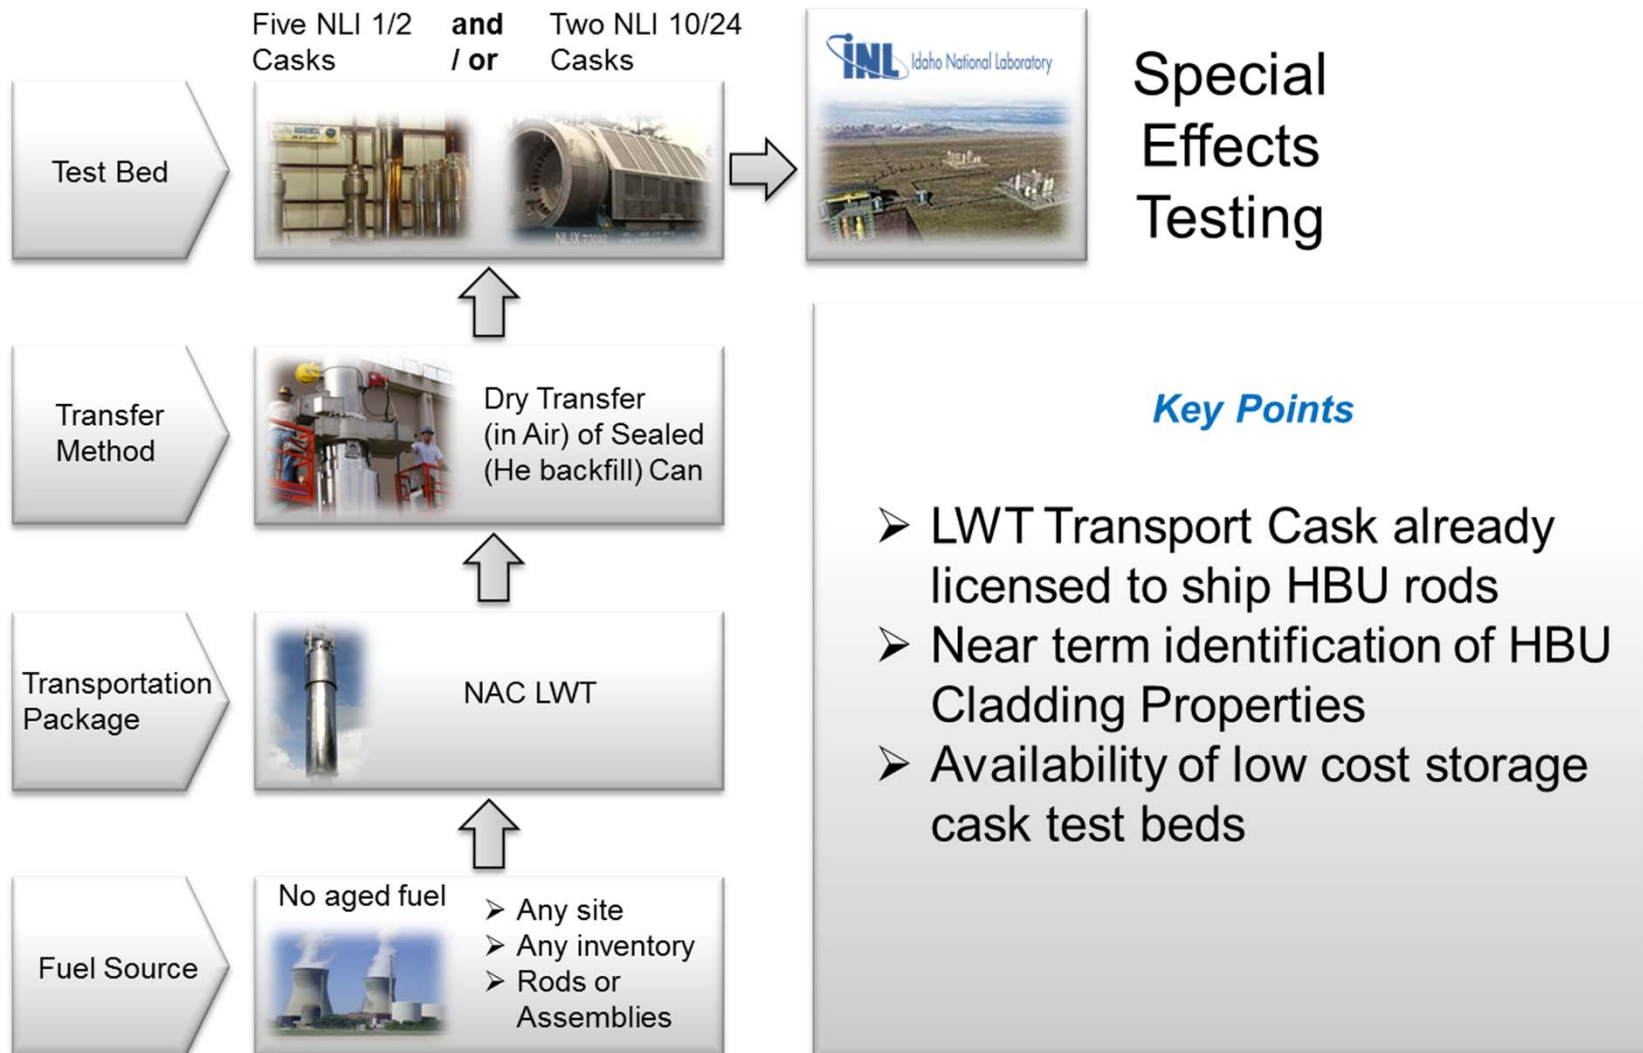 Five NLI 1/2
Casks
and
/ or
Two NLI 10/24
Casks
Test Bed
NLIX
INL Idaho National Laboratory
Special
Effects
Testing
Transfer
Method
Dry Transfer
(in Air) of Sealed
(He backfill) Can
Transportation
Package
NAC LWT
Fuel Source
No aged fuel
➢ Any site
➢ Any inventory
➢ Rods or
Assemblies
Key Points
➢ LWT Transport Cask already
licensed to ship HBU rods
➢ Near term identification of HBU
Cladding Properties
➢ Availability of low cost storage
cask test beds